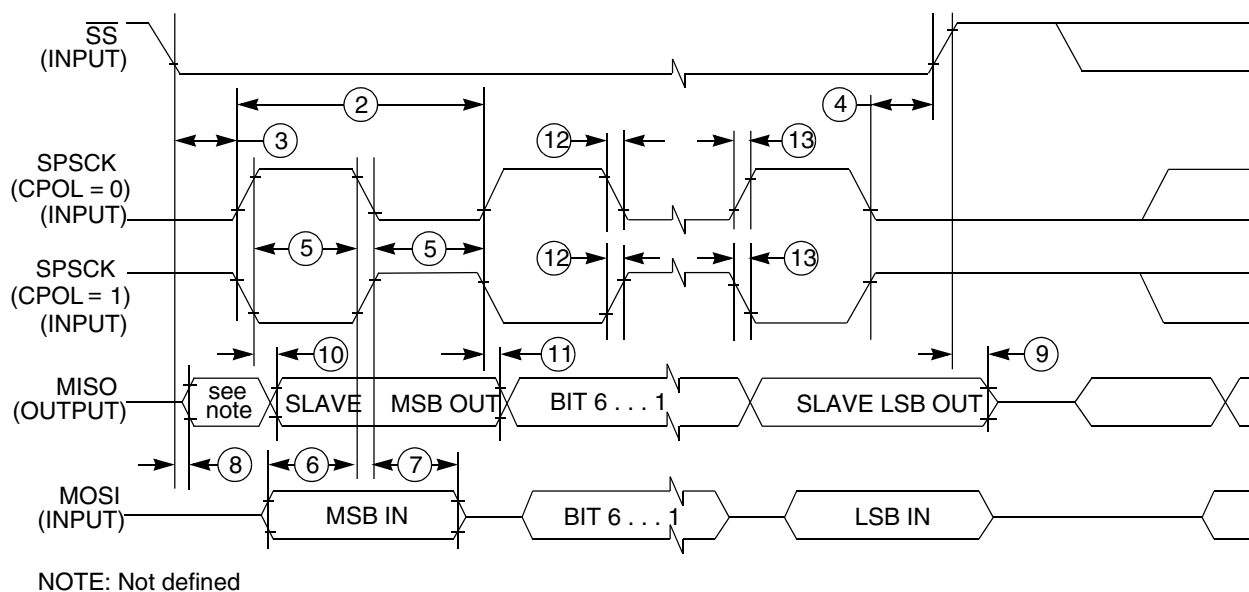 SS
(INPUT)
2
4
3
12
13
SPSCK
(CPOL = 0)
(INPUT)
5
5
12
13
SPSCK
(CPOL = 1)
(INPUT)
10
11
9
MISO
(OUTPUT)
see
note
SLAVE
MSB OUT
BIT 6 . . . 1
SLAVE LSB OUT
8
6
7
MOSI
(INPUT)
MSB IN
BIT 6 . . . 1
LSB IN
NOTE: Not defined